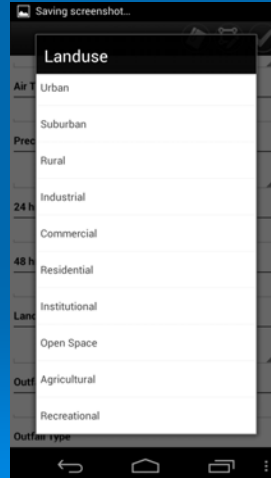 Saving screenshot...
Landuse
Air T
Urban
Suburban
Prec
Rural
Industrial
24 h
Commercial
48 h
Residential
Institutional
Land
Open Space
Outf
Agricultural
Recreational
Outfall Type